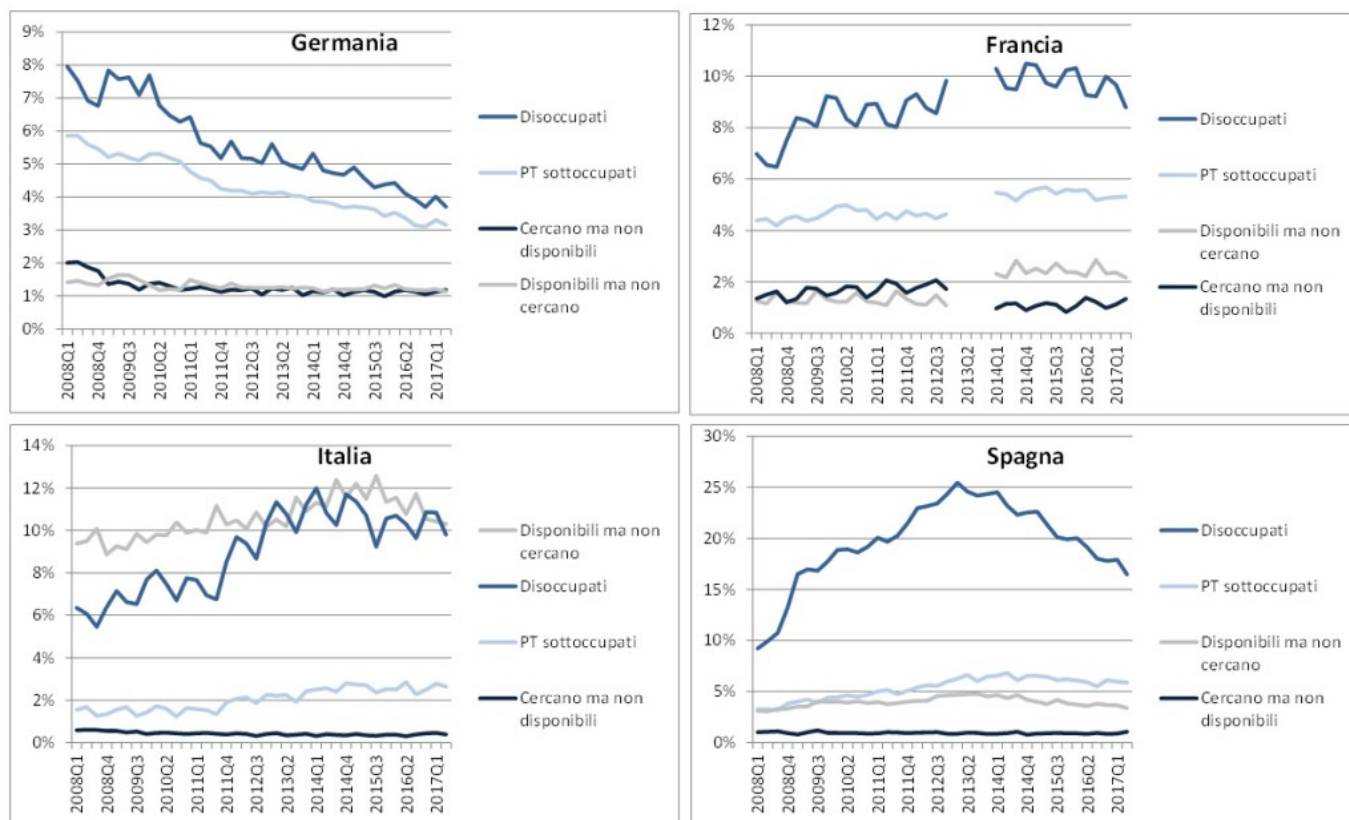 Germania
9%
8%
7%
6%
5%
4%
3%
2%
1%
0%
2008Q1
2008Q4
2009Q3
2010Q2
2011Q1
2011Q4
2012Q3
2013Q2
2014Q1
2014Q4
2015Q3
2016Q2
2017Q1
Disoccupati
PT sottoccupati
Cercano ma non
disponibili
Disponibili ma non
cercano
Francia
12%
10%
8%
6%
4%
2%
0%
2008Q1
2008Q4
2009Q3
2010Q2
2011Q1
2011Q4
2012Q3
2013Q2
2014Q1
2014Q4
2015Q3
2016Q2
2017Q1
Disoccupati
PT sottoccupati
Disponibili ma non
cercano
Cercano ma non
disponibili
Italia
14%
12%
10%
8%
6%
4%
2%
0%
2008Q1
2008Q4
2009Q3
2010Q2
2011Q1
2011Q4
2012Q3
2013Q2
2014Q1
2014Q4
2015Q3
2016Q2
2017Q1
Disponibili ma non
cercano
Disoccupati
PT sottoccupati
Cercano ma non
disponibili
Spagna
30%
25%
20%
15%
10%
5%
0%
2008Q1
2008Q4
2009Q3
2010Q2
2011Q1
2011Q4
2012Q3
2013Q2
2014Q1
2014Q4
2015Q3
2016Q2
2017Q1
Disoccupati
PT sottoccupati
Disponibili ma non
cercano
Cercano ma non
disponibili